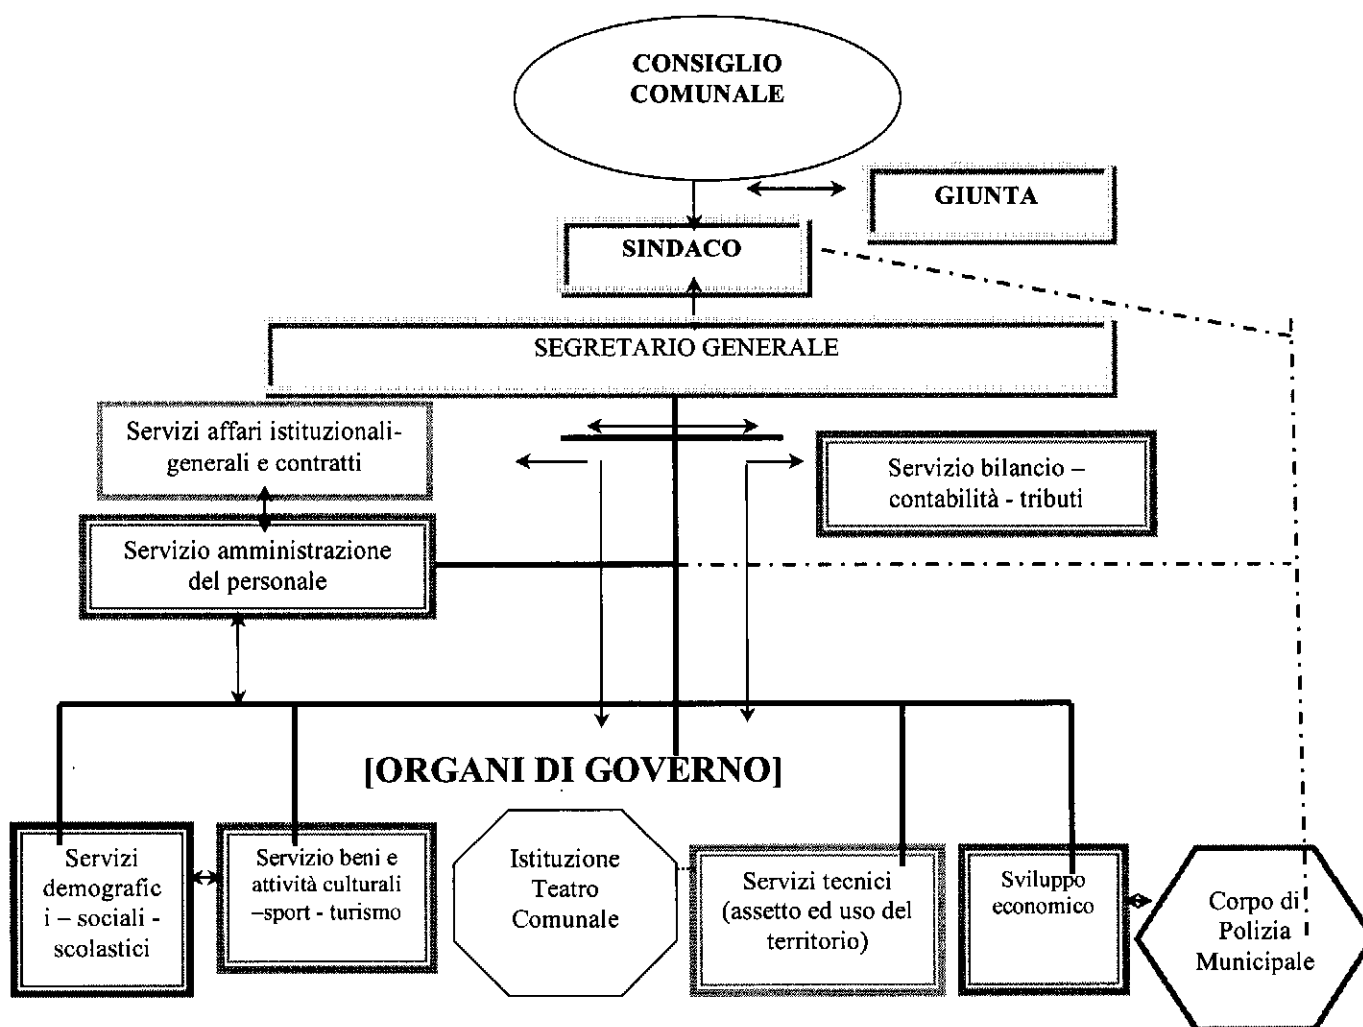 CONSIGLIO
COMUNALE
GIUNTA
SINDACO
SEGRETARIO GENERALE
Servizi affari istituzionali-
generali e contratti
Servizio bilancio –
contabilità - tributi
Servizio amministrazione
del personale
[ORGANI DI GOVERNO]
Servizi
demografic
i – sociali -
scolastici
Servizio beni e
attività culturali
–sport - turismo
Istituzione
Teatro
Comunale
Servizi tecnici
(assetto ed uso del
territorio)
Sviluppo
economico
Corpo di
Polizia
Municipale